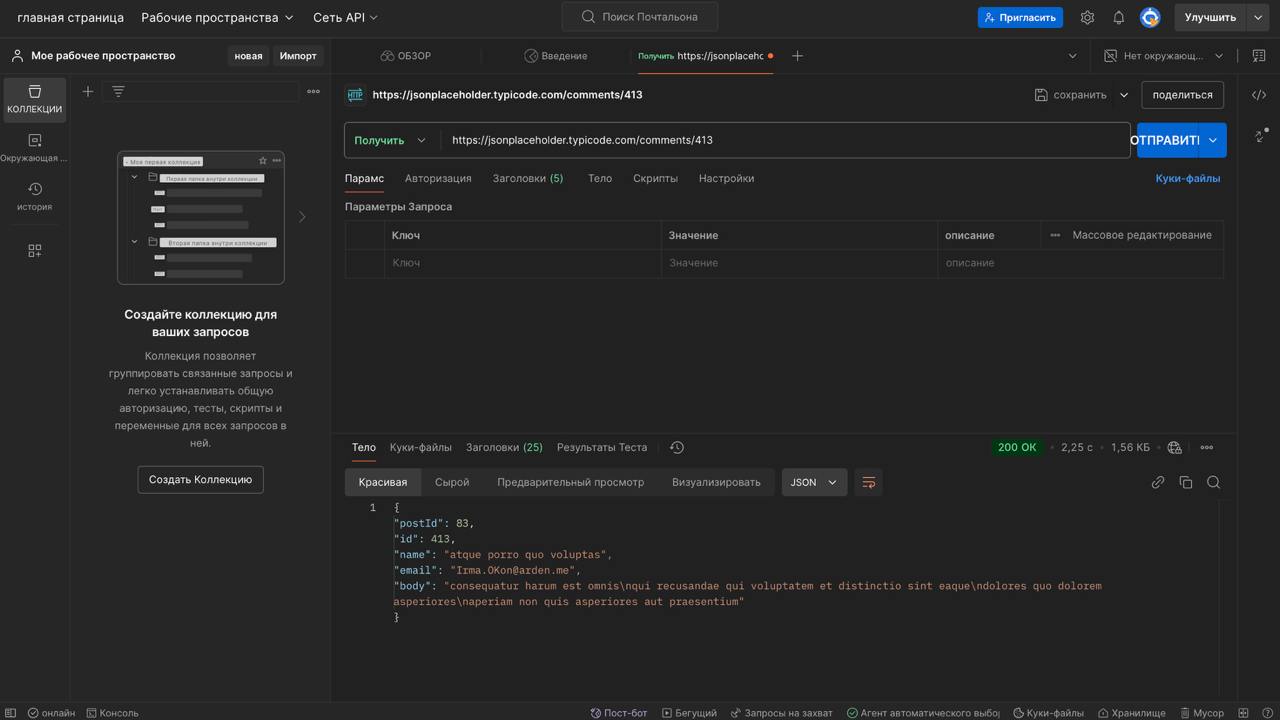 главная страница
Рабочие пространства
Сеть API
Поиск Почтальона
Пригласить
Улучшить
Мое рабочее пространство
новая
Импорт
ОБЗОР
Введение
Получить https://jsonplacehc
Нет окружающ...
КОЛЛЕКЦИИ
Окружающая ...
история
Моя первая коллекция
Первая папка внутри коллекции
Вторая папка внутри коллекции
Создайте коллекцию для
ваших запросов
Коллекция позволяет
группировать связанные запросы и
легко устанавливать общую
авторизацию, тесты, скрипты и
переменные для всех запросов в
ней.
Создать Коллекцию
HTTP
https://jsonplaceholder.typicode.com/comments/413
сохранить
поделиться
Получить
https://jsonplaceholder.typicode.com/comments/413
ОТПРАВИТЬ
Парамс
Авторизация
Заголовки (5)
Тело
Скрипты
Настройки
Куки-файлы
Параметры Запроса
Ключ
Значение
описание
Массовое редактирование
Ключ
Значение
описание
Тело
Куки-файлы
Заголовки (25)
Результаты Теста
200 ОК
2,25 с
1,56 КБ
Красивая
Сырой
Предварительный просмотр
Визуализировать
JSON
1
{
"postId": 83,
"id": 413,
"name": "atque porro quo voluptas",
"email": "Irma.OKon@arden.me",
"body": "consequatur harum est omnis\nqui recusandae qui voluptatem et distinctio sint eaque\ndolores quo dolorem
asperiores\naperiam non quis asperiores aut praesentium"
}
онлайн
Консоль
Пост-бот
Бегущий
Запросы на захват
Агент автоматического выбор
Куки-файлы
Хранилище
Мусор